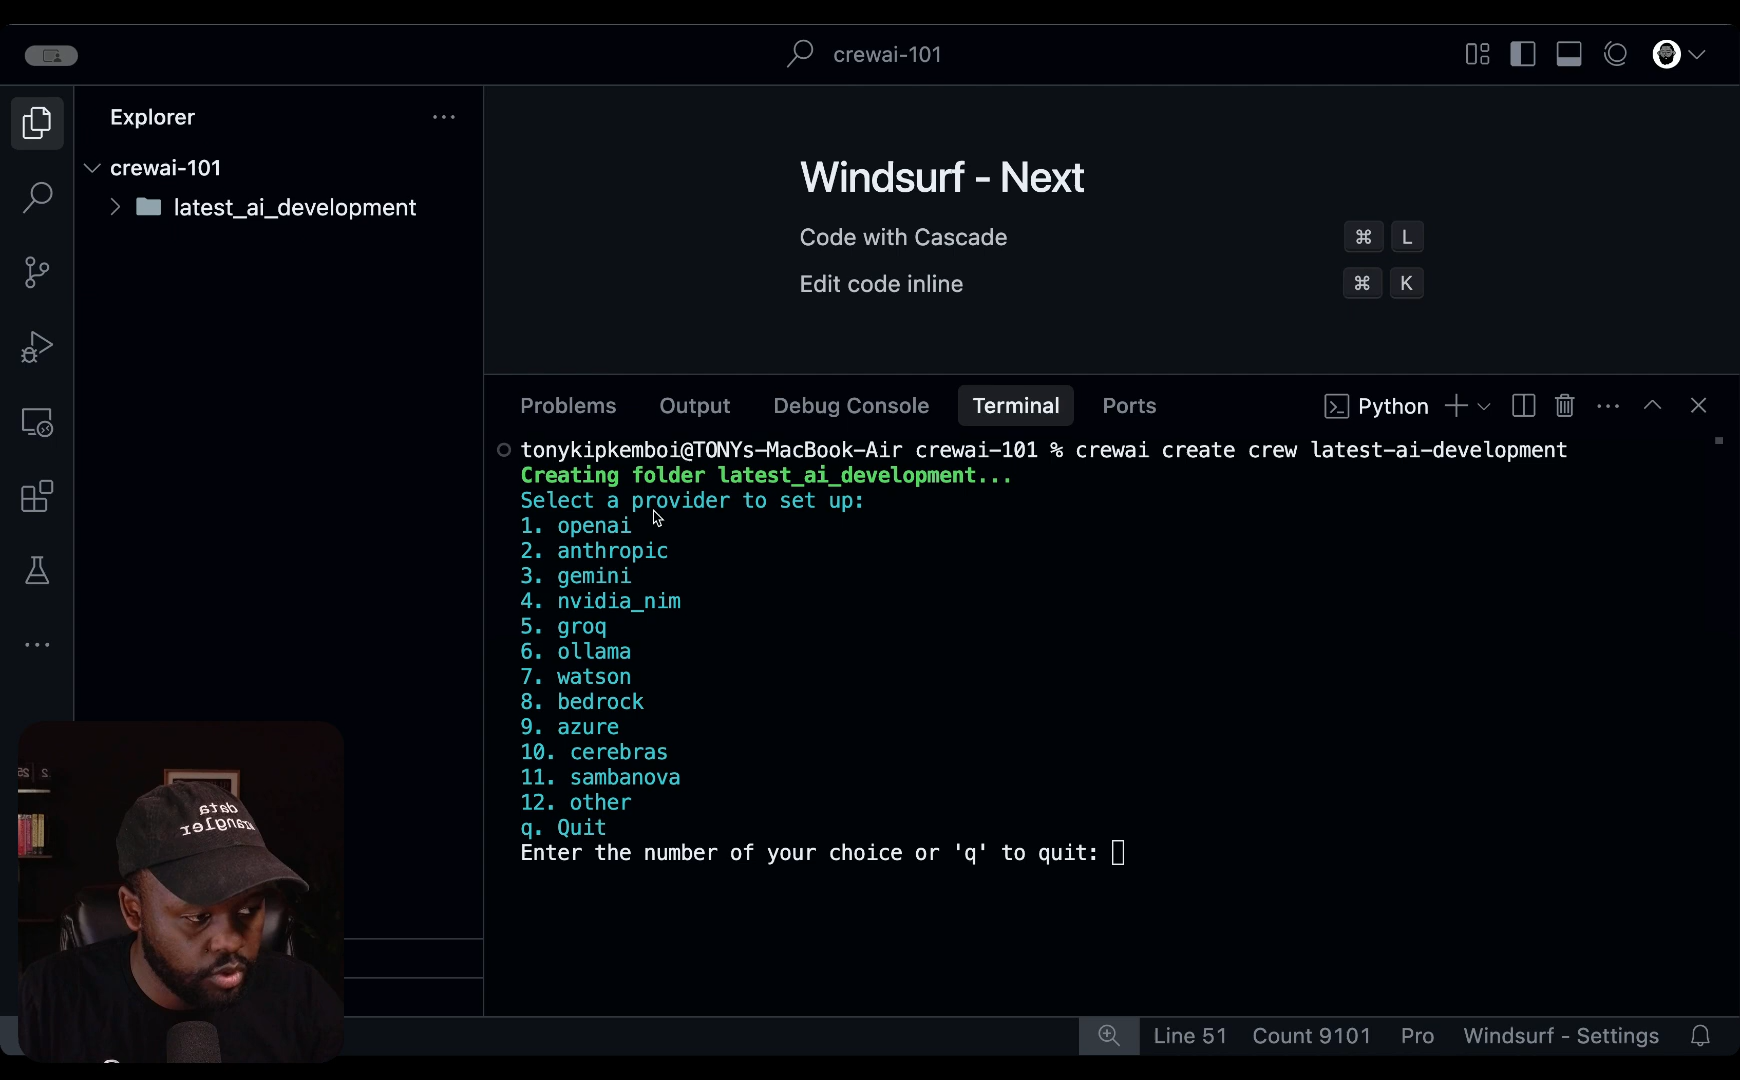 crewai-101
Explorer
crewai-101
latest_ai_development
Windsurf - Next
Code with Cascade ⌘ L
Edit code inline ⌘ K
Problems Output Debug Console Terminal Ports Python
tonykipkemboi@TONYs-MacBook-Air crewai-101 % crewai create crew latest-ai-development
Creating folder latest_ai_development...
Select a provider to set up:
1. openai
2. anthropic
3. gemini
4. nvidia_nim
5. groq
6. ollama
7. watson
8. bedrock
9. azure
10. cerebras
11. sambanova
12. other
q. Quit
Enter the number of your choice or 'q' to quit:
data
wrangler
Line 51 Count 9101 Pro Windsurf - Settings